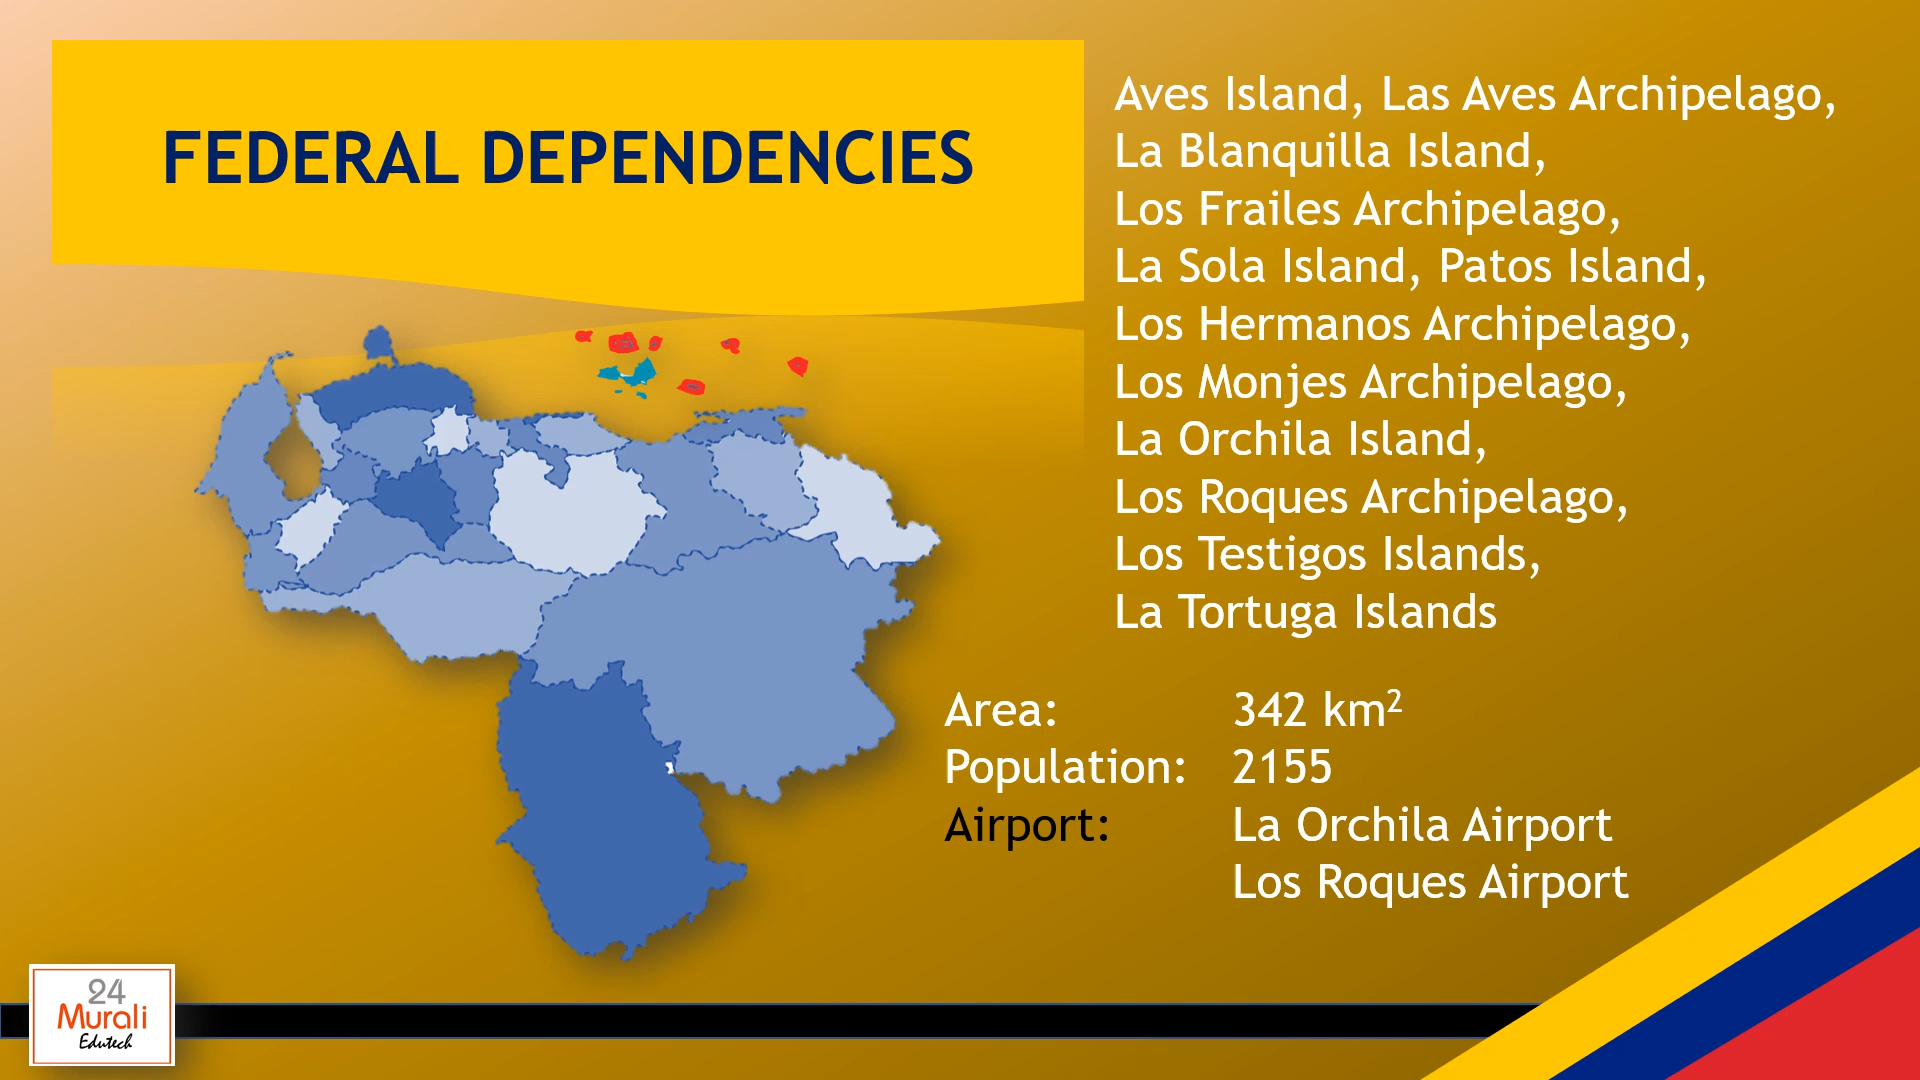 FEDERAL DEPENDENCIES
Aves Island, Las Aves Archipelago,
La Blanquilla Island,
Los Frailes Archipelago,
La Sola Island, Patos Island,
Los Hermanos Archipelago,
Los Monjes Archipelago,
La Orchila Island,
Los Roques Archipelago,
Los Testigos Islands,
La Tortuga Islands
Area: 342 km²
Population: 2155
Airport: La Orchila Airport
Los Roques Airport
24
Murali
Edutech